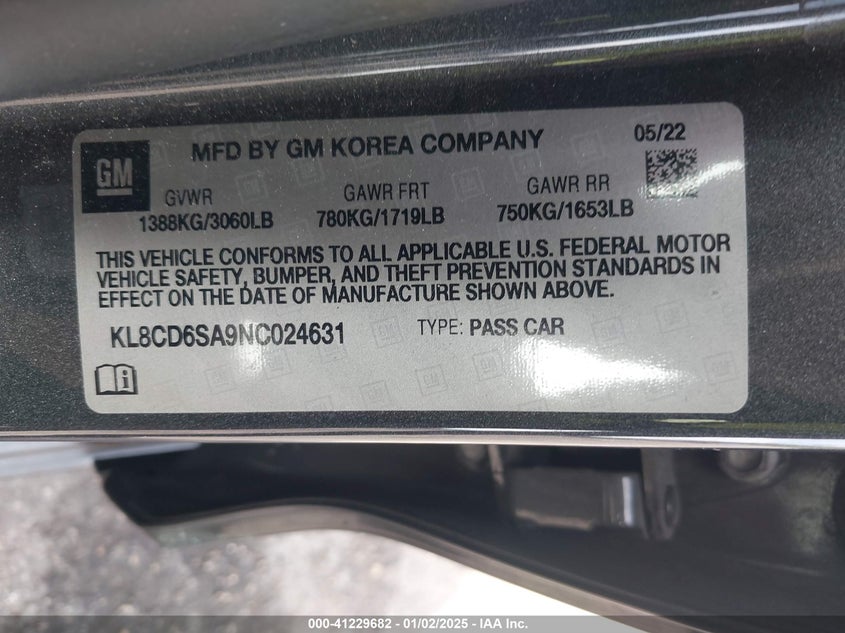 GM
MFD BY GM KOREA COMPANY
05/22
GVWR GAWR FRT GAWR RR
1388KG/3060LB 780KG/1719LB 750KG/1653LB
THIS VEHICLE CONFORMS TO ALL APPLICABLE U.S. FEDERAL MOTOR
VEHICLE SAFETY, BUMPER, AND THEFT PREVENTION STANDARDS IN
EFFECT ON THE DATE OF MANUFACTURE SHOWN ABOVE.
KL8CD6SA9NC024631 TYPE: PASS CAR
000-41229682 - 01/02/2025 - IAA Inc.